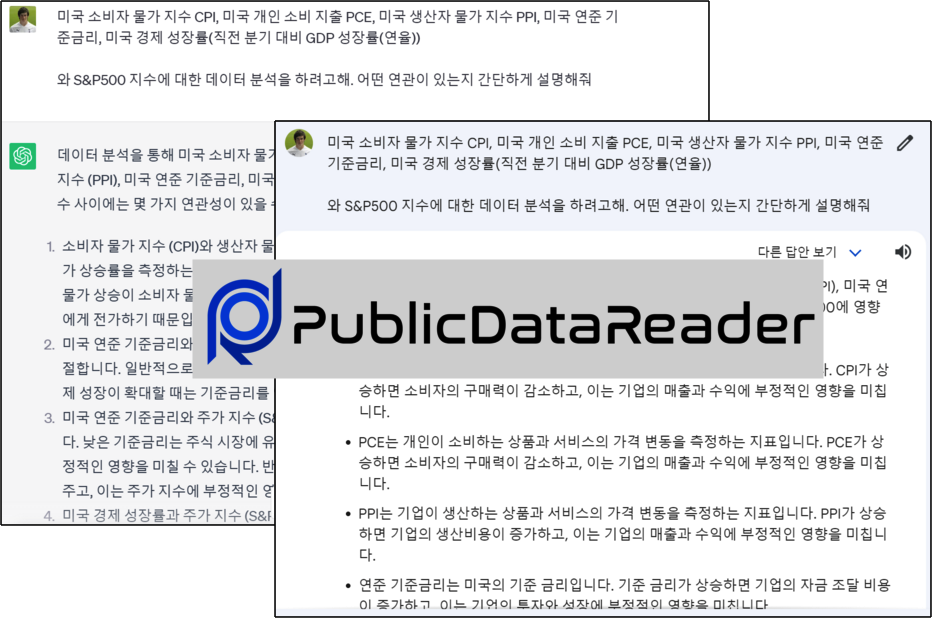 미국 소비자 물가 지수 CPI, 미국 개인 소비 지출 PCE, 미국 생산자 물가 지수 PPI, 미국 연준 기
준금리, 미국 경제 성장률(직전 분기 대비 GDP 성장률(연율))
와 S&P500 지수에 대한 데이터 분석을 하려고해. 어떤 연관이 있는지 간단하게 설명해줘
데이터 분석을 통해 미국 소비자 물가
지수 (PPI), 미국 연준 기준금리, 미국
수 사이에는 몇 가지 연관성이 있을
1. 소비자 물가 지수 (CPI)와 생산자 물
가 상승률을 측정하는
물가 상승이 소비자 물
에게 전가하기 때문입
2. 미국 연준 기준금리와
절합니다. 일반적으로
제 성장이 확대할 때는 기준금리를
3. 미국 연준 기준금리와 주가 지수 (S&
다. 낮은 기준금리는 주식 시장에 유
정적인 영향을 미칠 수 있습니다. 반
주고, 이는 주가 지수에 부정적인
4. 미국 경제 성장률과 주가 지수 (S&P
미국 소비자 물가 지수 CPI, 미국 개인 소비 지출 PCE, 미국 생산자 물가 지수 PPI, 미국 연준
기준금리, 미국 경제 성장률(직전 분기 대비 GDP 성장률(연율))
와 S&P500 지수에 대한 데이터 분석을 하려고해. 어떤 연관이 있는지 간단하게 설명해줘
다른 답안 보기
PI), 미국 연
00에 영향
PublicDataReader
CPI가 상
승하면 소비자의 구매력이 감소하고, 이는 기업의 매출과 수익에 부정적인 영향을 미칩
니다.
• PCE는 개인이 소비하는 상품과 서비스의 가격 변동을 측정하는 지표입니다. PCE가 상
승하면 소비자의 구매력이 감소하고, 이는 기업의 매출과 수익에 부정적인 영향을 미칩
니다.
• PPI는 기업이 생산하는 상품과 서비스의 가격 변동을 측정하는 지표입니다. PPI가 상승
하면 기업의 생산비용이 증가하고, 이는 기업의 매출과 수익에 부정적인 영향을 미칩니
다.
• 연준 기준금리는 미국의 기준 금리입니다. 기준 금리가 상승하면 기업의 자금 조달 비용
이 증가하고, 이는 기업의 투자와 성장에 부정적인 영향을 미칩니다.